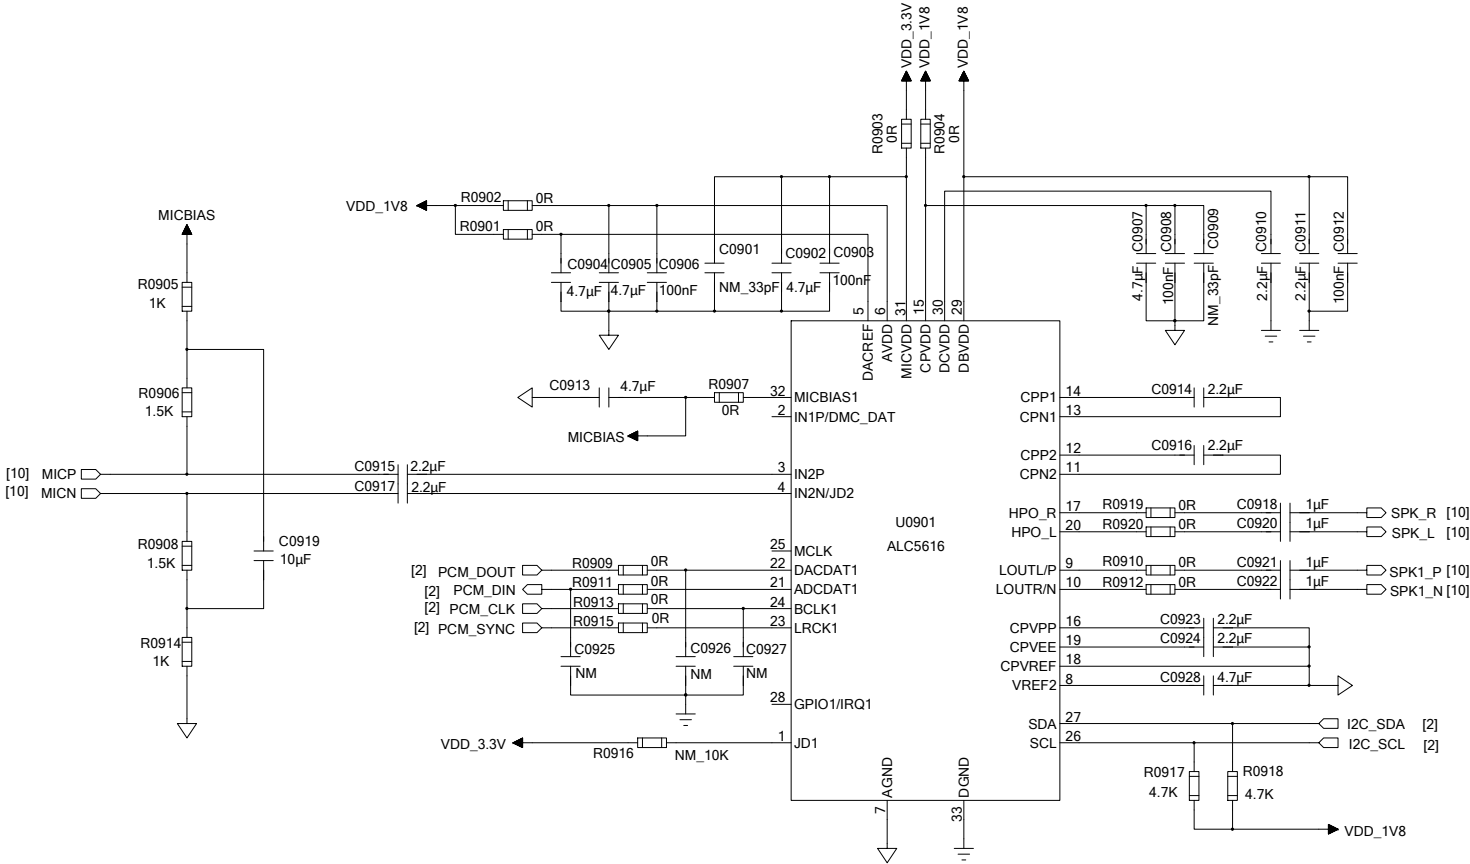 VDD_3.3V
VDD_1V8
VDD_1V8
R0903
0R
R0904
0R
VDD_1V8
R0902
0R
R0901
0R
C0904
4.7µF
C0905
4.7µF
C0906
100nF
C0901
NM_33pF
C0902
4.7µF
C0903
100nF
C0907
4.7µF
C0908
100nF
C0909
NM_33pF
C0910
2.2µF
C0911
2.2µF
C0912
100nF
5
6
31
15
30
29
DACREF
AVDD
MICVDD
CPVDD
DCVDD
DBVDD
MICBIAS
R0905
1K
R0906
1.5K
[10] MICP
[10] MICN
R0908
1.5K
C0919
10µF
R0914
1K
C0913
4.7µF
R0907
0R
MICBIAS
32
MICBIAS1
2
IN1P/DMC_DAT
C0915
2.2µF
3
IN2P
C0917
2.2µF
4
IN2N/JD2
U0901
ALC5616
25
MCLK
[2] PCM_DOUT
R0909
0R
22
DACDAT1
[2] PCM_DIN
R0911
0R
21
ADCDAT1
[2] PCM_CLK
R0913
0R
24
BCLK1
[2] PCM_SYNC
R0915
0R
23
LRCK1
C0925
NM
C0926
NM
C0927
NM
28
GPIO1/IRQ1
VDD_3.3V
R0916
NM_10K
1
JD1
CPP1
14
C0914
2.2µF
CPN1
13
CPP2
12
C0916
2.2µF
CPN2
11
HPO_R
17
R0919
0R
C0918
1µF
SPK_R [10]
HPO_L
20
R0920
0R
C0920
1µF
SPK_L [10]
LOUTL/P
9
R0910
0R
C0921
1µF
SPK1_P [10]
LOUTR/N
10
R0912
0R
C0922
1µF
SPK1_N [10]
CPVPP
16
C0923
2.2µF
CPVEE
19
C0924
2.2µF
CPVREF
18
VREF2
8
C0928
4.7µF
SDA
27
I2C_SDA [2]
SCL
26
I2C_SCL [2]
R0917
4.7K
R0918
4.7K
VDD_1V8
AGND
7
DGND
33